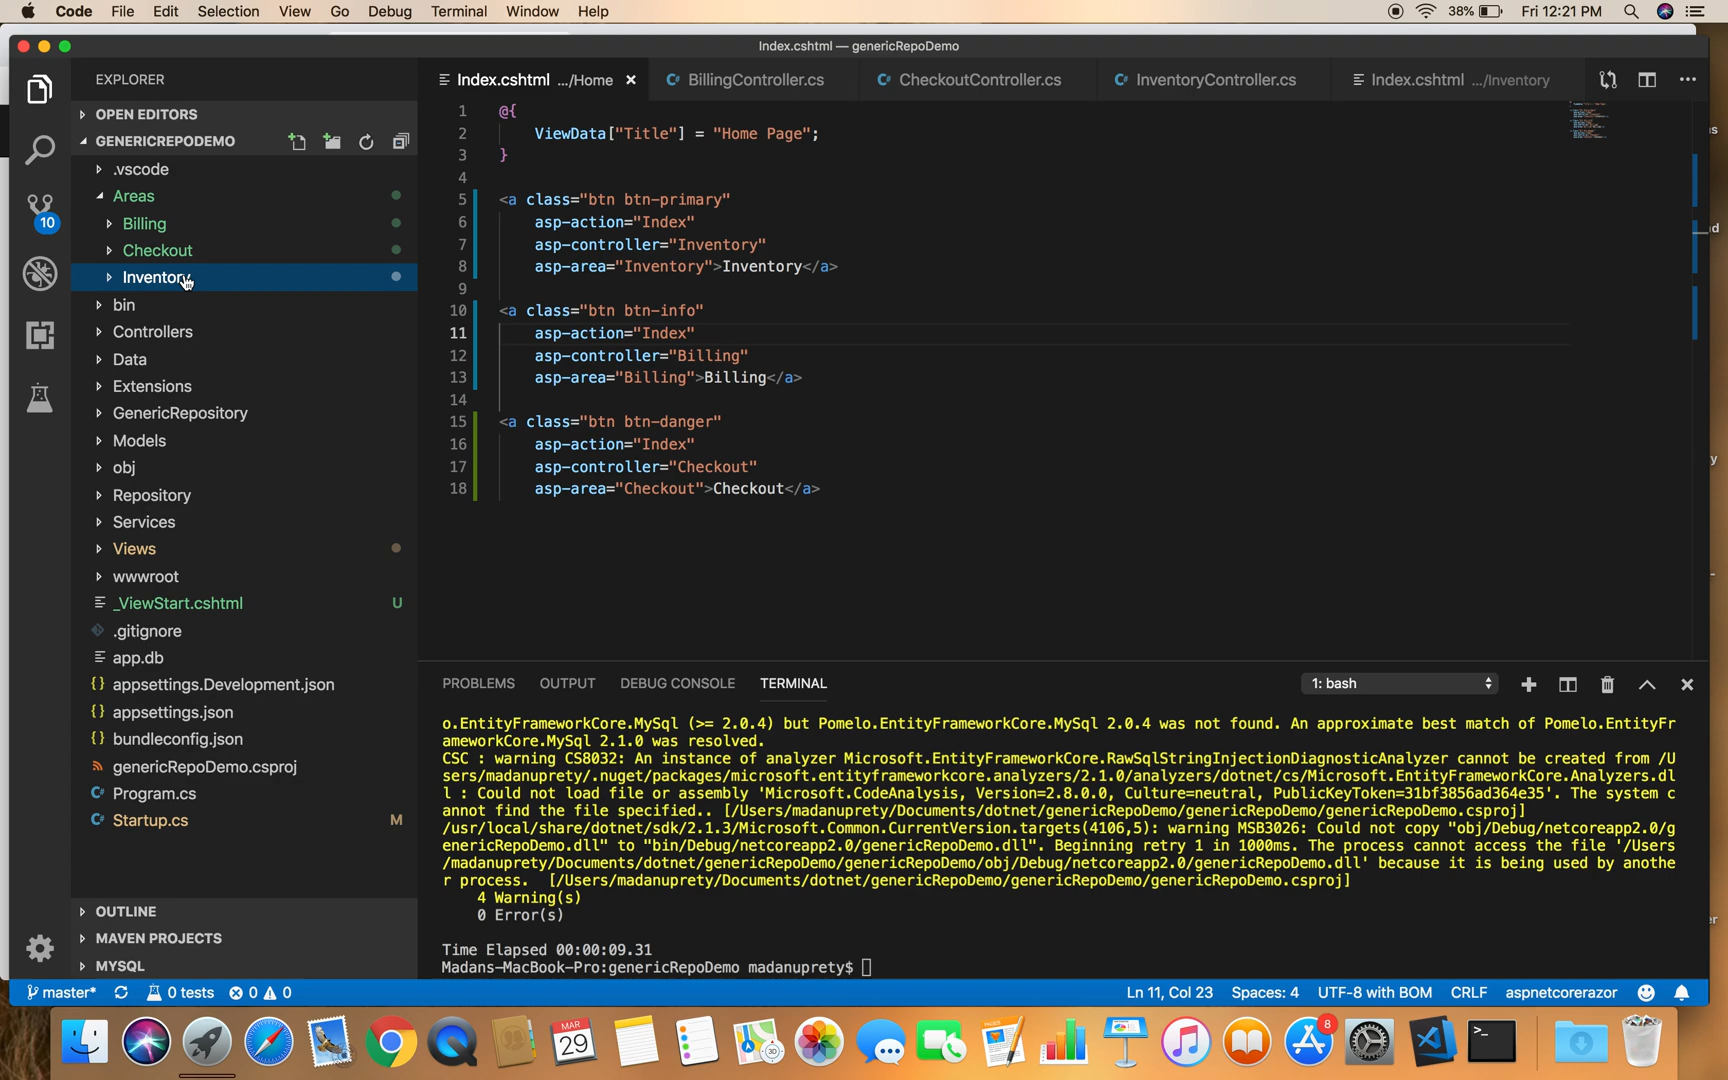 Code File Edit Selection View Go Debug Terminal Window Help
38% Fri 12:21 PM
Index.cshtml — genericRepoDemo
EXPLORER
OPEN EDITORS
GENERICREPODEMO
.vscode
Areas
Billing
Checkout
Inventory
bin
Controllers
Data
Extensions
GenericRepository
Models
obj
Repository
Services
Views
wwwroot
_ViewStart.cshtml U
.gitignore
app.db
appsettings.Development.json
appsettings.json
bundleconfig.json
genericRepoDemo.csproj
Program.cs
Startup.cs M
OUTLINE
MAVEN PROJECTS
MYSQL
10
Index.cshtml .../Home BillingController.cs CheckoutController.cs InventoryController.cs Index.cshtml .../Inventory
1 @{
2 ViewData["Title"] = "Home Page";
3 }
4
5 <a class="btn btn-primary"
6 asp-action="Index"
7 asp-controller="Inventory"
8 asp-area="Inventory">Inventory</a>
9
10 <a class="btn btn-info"
11 asp-action="Index"
12 asp-controller="Billing"
13 asp-area="Billing">Billing</a>
14
15 <a class="btn btn-danger"
16 asp-action="Index"
17 asp-controller="Checkout"
18 asp-area="Checkout">Checkout</a>
PROBLEMS OUTPUT DEBUG CONSOLE TERMINAL 1: bash
o.EntityFrameworkCore.MySql (>= 2.0.4) but Pomelo.EntityFrameworkCore.MySql 2.0.4 was not found. An approximate best match of Pomelo.EntityFr
ameworkCore.MySql 2.1.0 was resolved.
CSC : warning CS8032: An instance of analyzer Microsoft.EntityFrameworkCore.RawSqlStringInjectionDiagnosticAnalyzer cannot be created from /U
sers/madanuprety/.nuget/packages/microsoft.entityframeworkcore.analyzers/2.1.0/analyzers/dotnet/cs/Microsoft.EntityFrameworkCore.Analyzers.dl
l : Could not load file or assembly 'Microsoft.CodeAnalysis, Version=2.8.0.0, Culture=neutral, PublicKeyToken=31bf3856ad364e35'. The system c
annot find the file specified.. [/Users/madanuprety/Documents/dotnet/genericRepoDemo/genericRepoDemo/genericRepoDemo.csproj]
/usr/local/share/dotnet/sdk/2.1.3/Microsoft.Common.CurrentVersion.targets(4106,5): warning MSB3026: Could not copy "obj/Debug/netcoreapp2.0/g
enericRepoDemo.dll" to "bin/Debug/netcoreapp2.0/genericRepoDemo.dll". Beginning retry 1 in 1000ms. The process cannot access the file '/Users
/madanuprety/Documents/dotnet/genericRepoDemo/genericRepoDemo/obj/Debug/netcoreapp2.0/genericRepoDemo.dll' because it is being used by anothe
r process. [/Users/madanuprety/Documents/dotnet/genericRepoDemo/genericRepoDemo/genericRepoDemo.csproj]
4 Warning(s)
0 Error(s)
Time Elapsed 00:00:09.31
Madans-MacBook-Pro:genericRepoDemo madanuprety$
master* 0 tests 0 0 Ln 11, Col 23 Spaces: 4 UTF-8 with BOM CRLF aspnetcorerazor
MAR
29
8